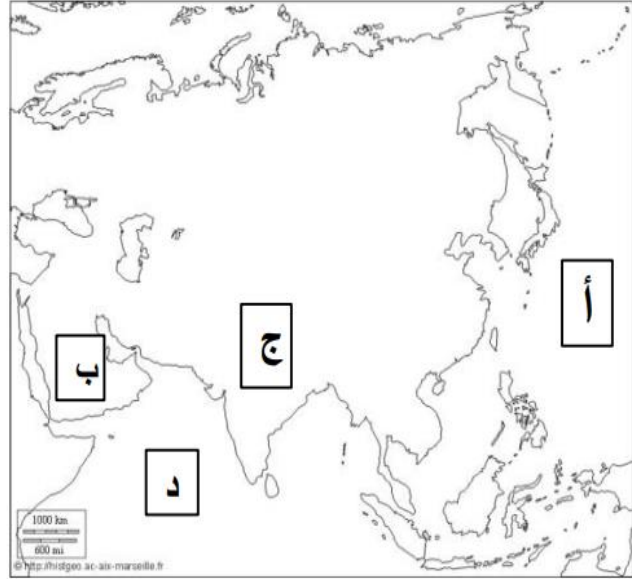 أ
ج
ب
د
1000 km
600 mi
© http://histgeo.ac-aix-marseille.fr